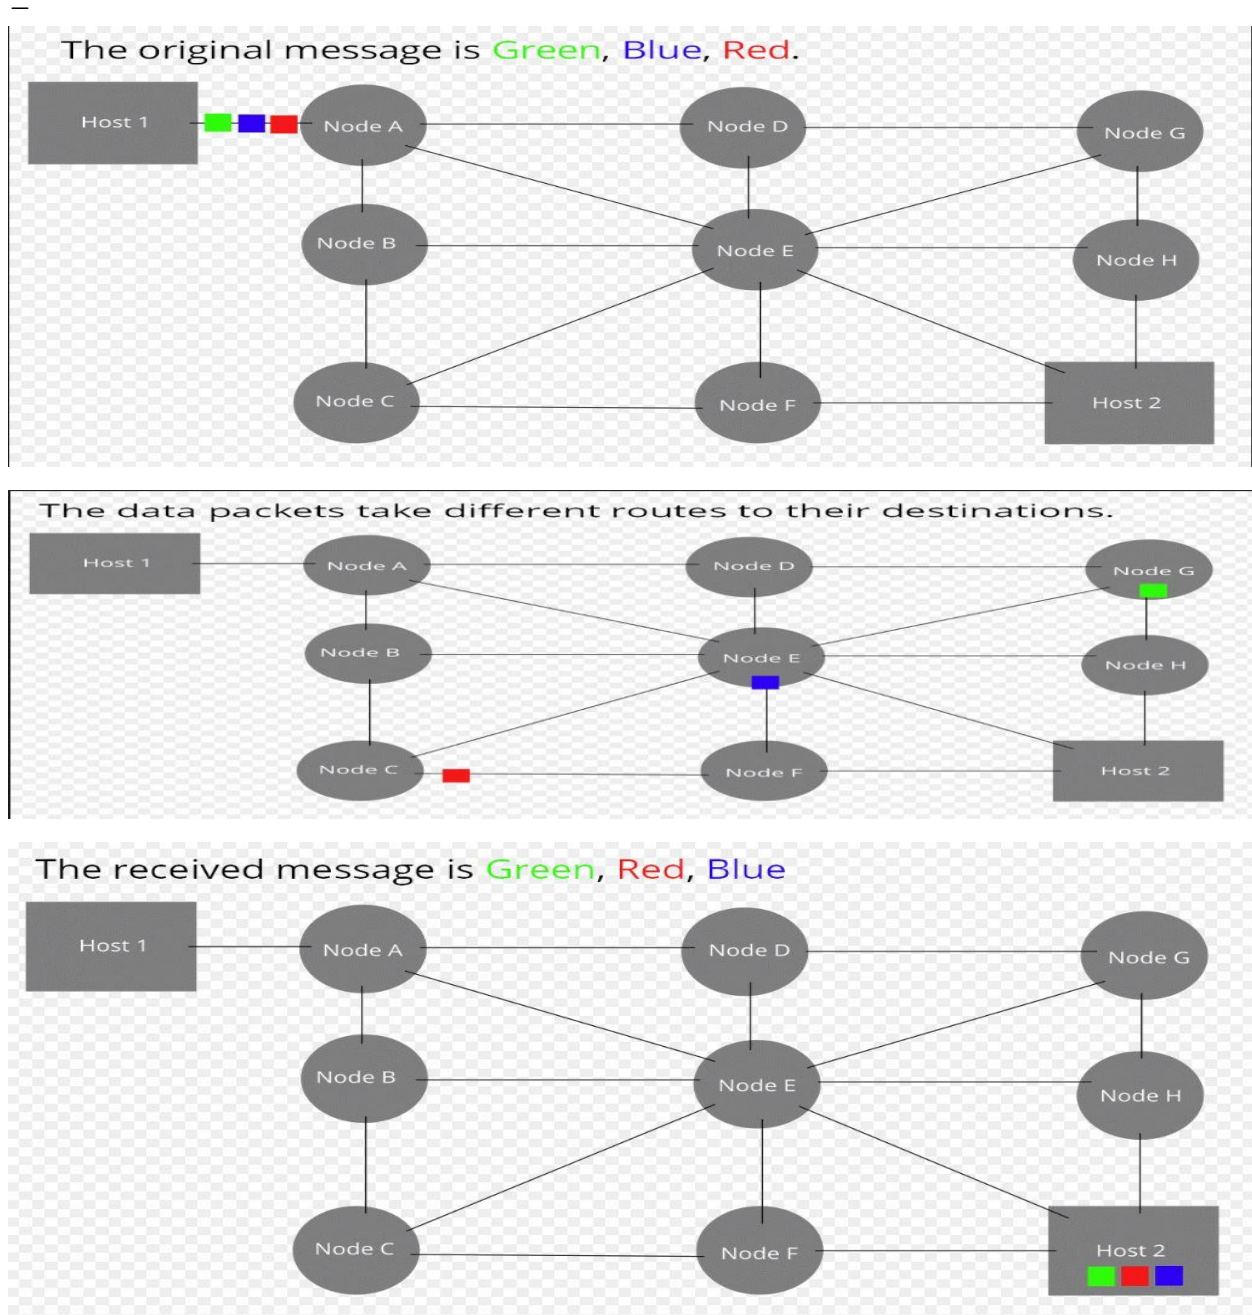 The original message is Green, Blue, Red.
Host 1
Node A
Node D
Node G
Node B
Node E
Node H
Node C
Node F
Host 2
The data packets take different routes to their destinations.
Host 1
Node A
Node D
Node G
Node B
Node E
Node H
Node C
Node F
Host 2
The received message is Green, Red, Blue
Host 1
Node A
Node D
Node G
Node B
Node E
Node H
Node C
Node F
Host 2